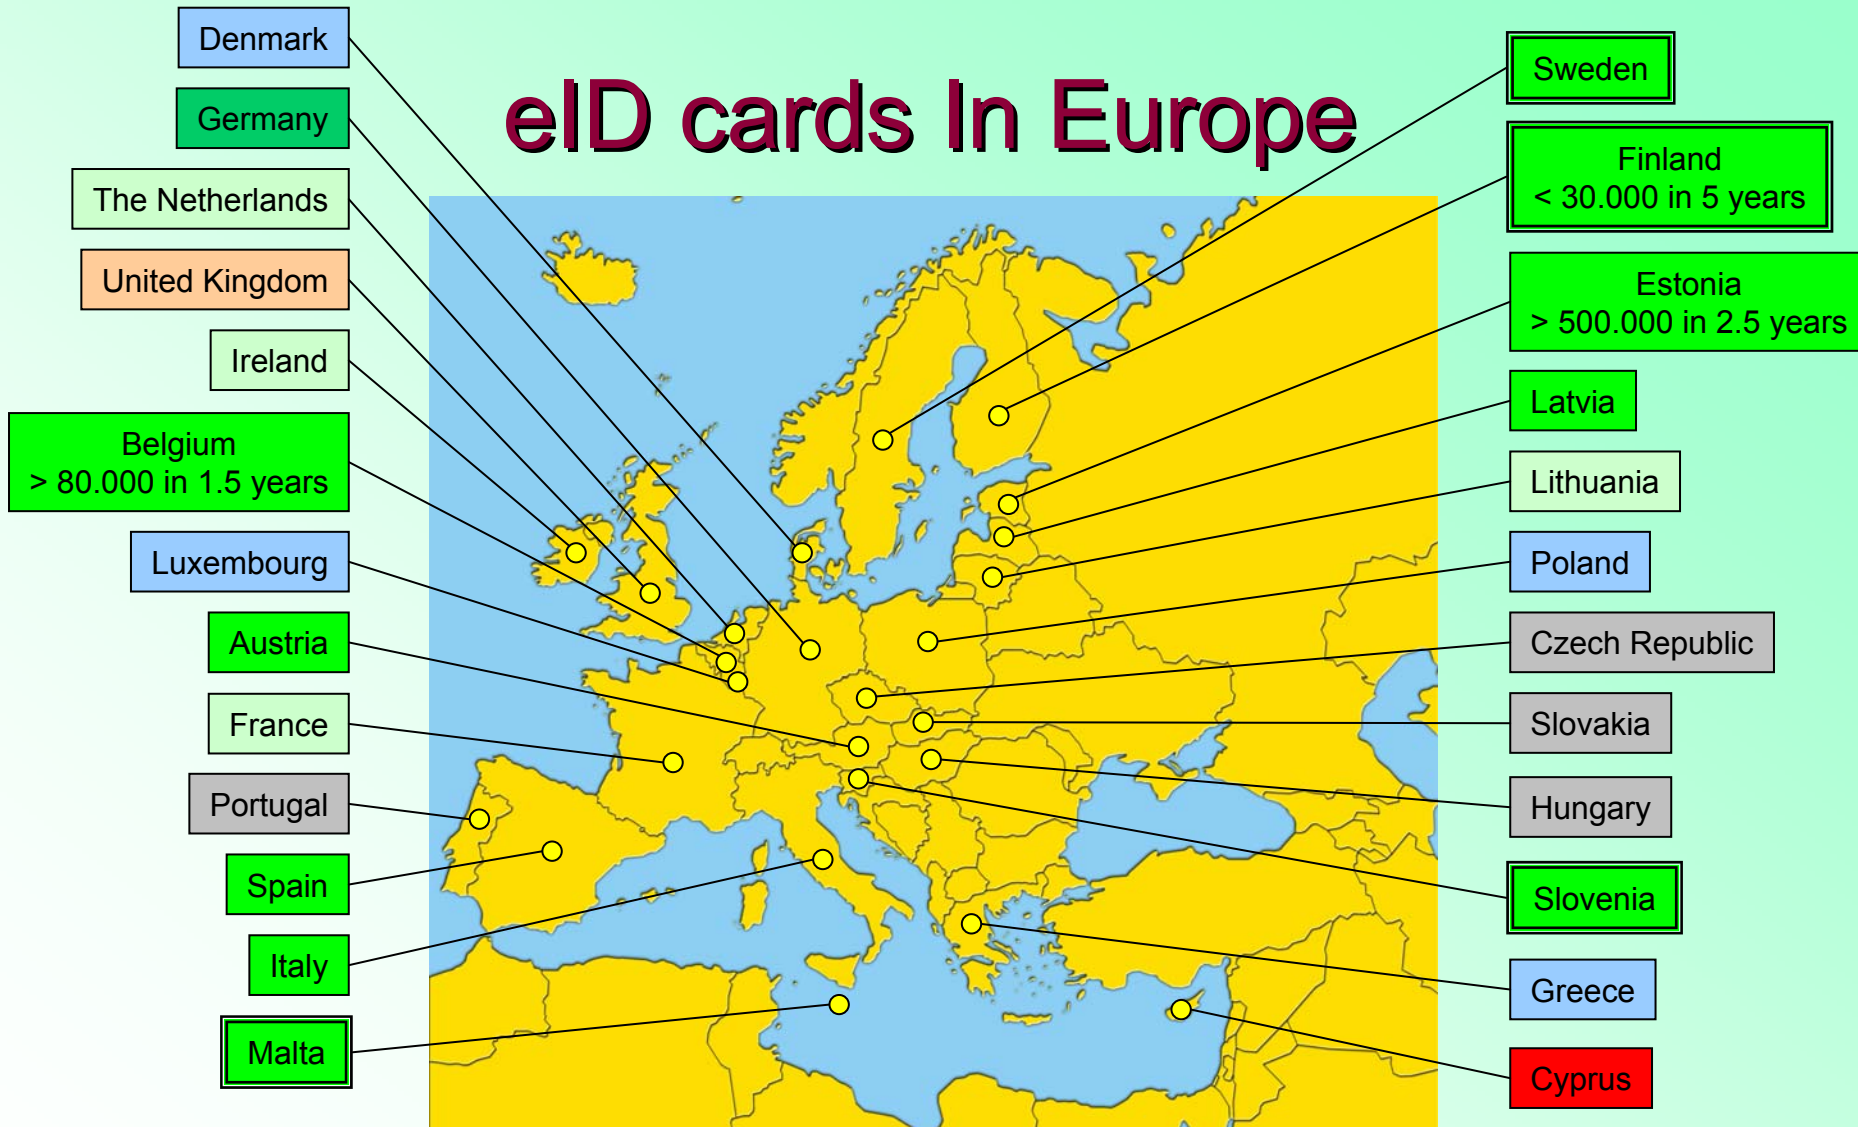 eID cards In Europe
Denmark
Germany
The Netherlands
United Kingdom
Ireland
Belgium
> 80.000 in 1.5 years
Luxembourg
Austria
France
Portugal
Spain
Italy
Malta
Sweden
Finland
< 30.000 in 5 years
Estonia
> 500.000 in 2.5 years
Latvia
Lithuania
Poland
Czech Republic
Slovakia
Hungary
Slovenia
Greece
Cyprus